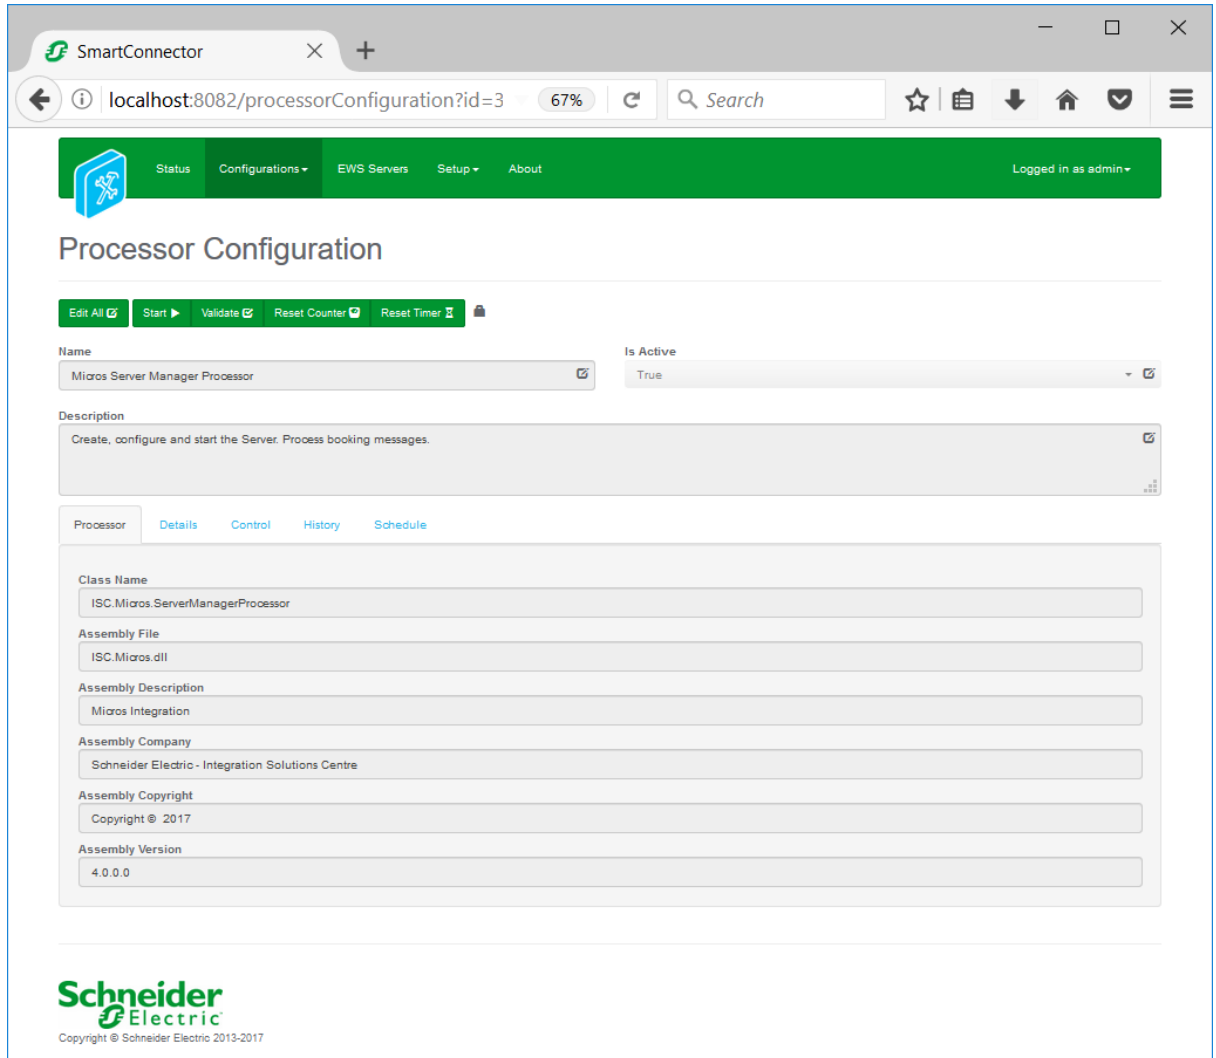 SmartConnector
localhost:8082/processorConfiguration?id=3 67% Search
Status Configurations EWS Servers Setup About Logged in as admin
Processor Configuration
Edit All Start Validate Reset Counter Reset Timer
Name Is Active
Micros Server Manager Processor True
Description
Create, configure and start the Server. Process booking messages.
Processor Details Control History Schedule
Class Name
ISC.Micros.ServerManagerProcessor
Assembly File
ISC.Micros.dll
Assembly Description
Micros Integration
Assembly Company
Schneider Electric - Integration Solutions Centre
Assembly Copyright
Copyright © 2017
Assembly Version
4.0.0.0
Schneider
Electric
Copyright © Schneider Electric 2013-2017